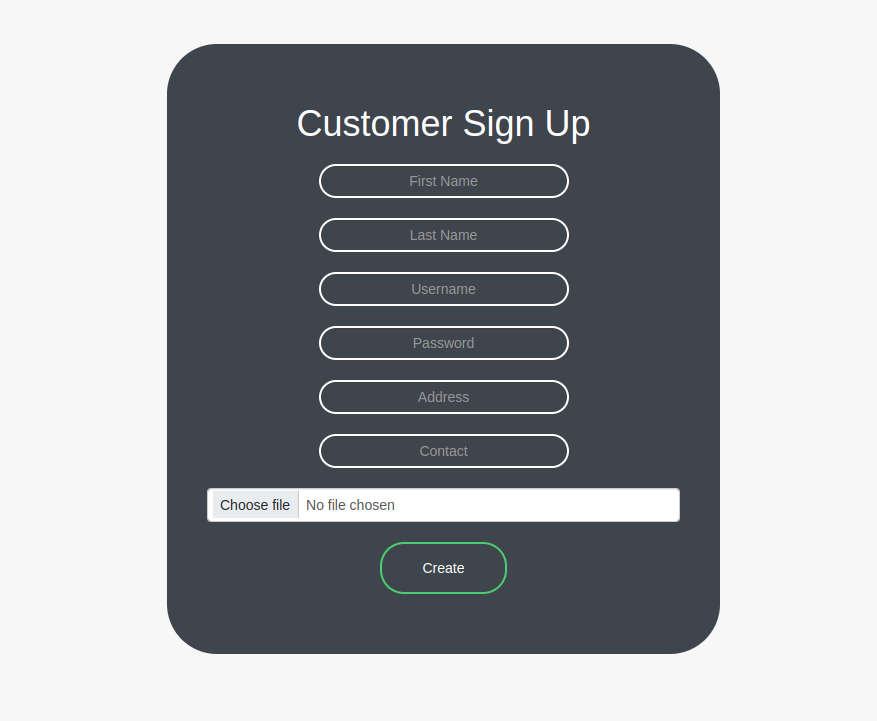 Customer Sign Up
First Name
Last Name
Username
Password
Address
Contact
Choose file No file chosen
Create